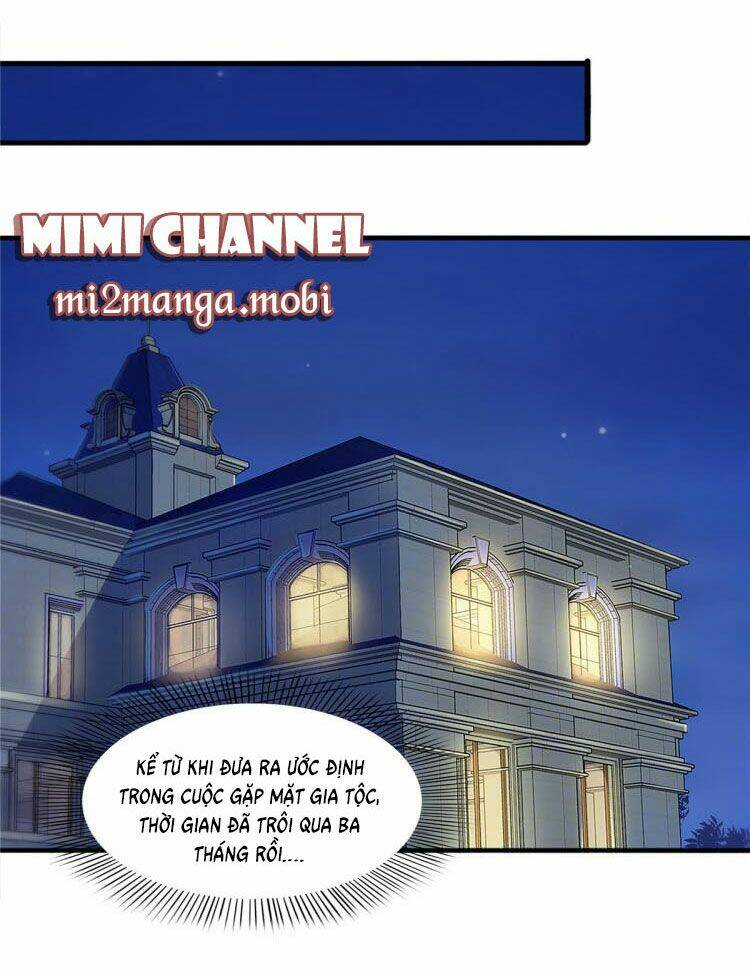 MIMI CHANNEL
mi2manga.mobi
KỂ TỪ KHI ĐƯA RA ƯỚC ĐỊNH
TRONG CUỘC GẶP MẶT GIA TỘC,
THỜI GIAN ĐÃ TRÔI QUA BA
THÁNG RỒI....